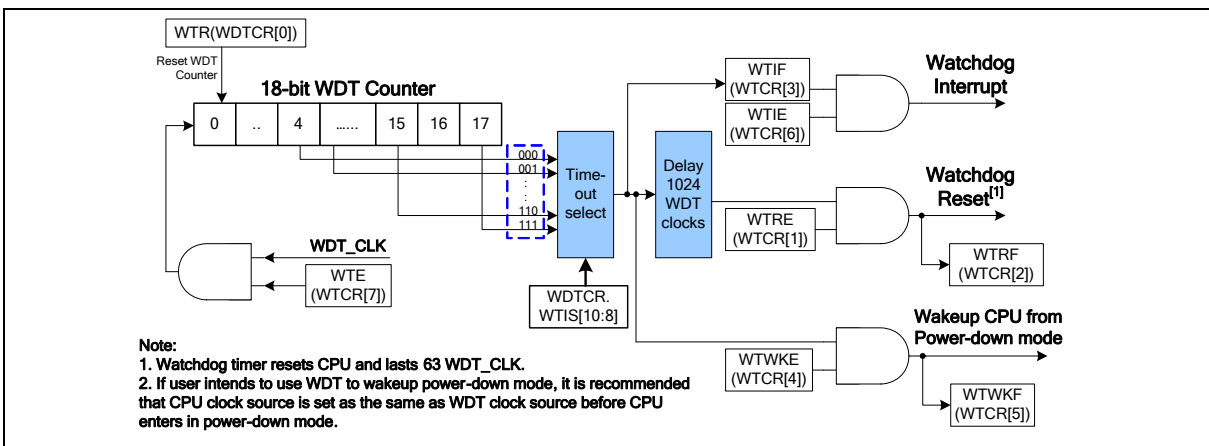 WTR(WDTCR[0])
Reset WDT
Counter
18-bit WDT Counter
0 .. 4 ...... 15 16 17
000
001
:
:
110
111
Time-
out
select
Delay
1024
WDT
clocks
WTIF
(WTCR[3])
WTIE
(WTCR[6])
Watchdog
Interrupt
WTRE
(WTCR[1])
Watchdog
Reset[1]
WTRF
(WTCR[2])
WDT_CLK
WTE
(WTCR[7])
WDTCR.
WTIS[10:8]
WTWKE
(WTCR[4])
Wakeup CPU from
Power-down mode
WTWKF
(WTCR[5])
Note:
1. Watchdog timer resets CPU and lasts 63 WDT_CLK.
2. If user intends to use WDT to wakeup power-down mode, it is recommended
that CPU clock source is set as the same as WDT clock source before CPU
enters in power-down mode.